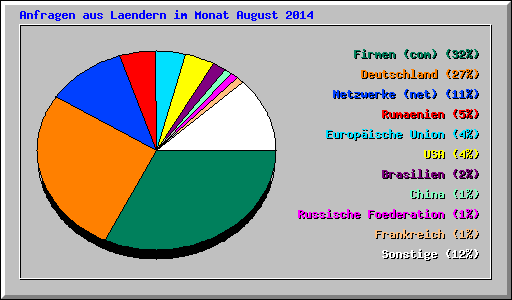 Anfragen aus Laendern im Monat August 2014
Firmen (com) (32%)
Deutschland (27%)
Netzwerke (net) (11%)
Rumaenien (5%)
Europäische Union (4%)
USA (4%)
Brasilien (2%)
China (1%)
Russische Foederation (1%)
Frankreich (1%)
Sonstige (12%)